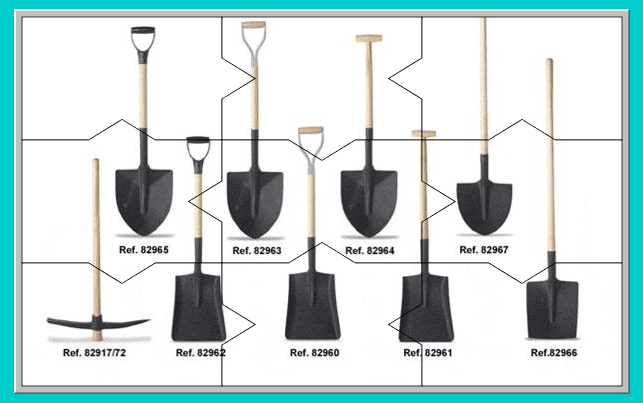 Ref. 82965
Ref. 82963
Ref. 82964
Ref. 82967
Ref. 82917/72
Ref. 82962
Ref. 82960
Ref. 82961
Ref.82966